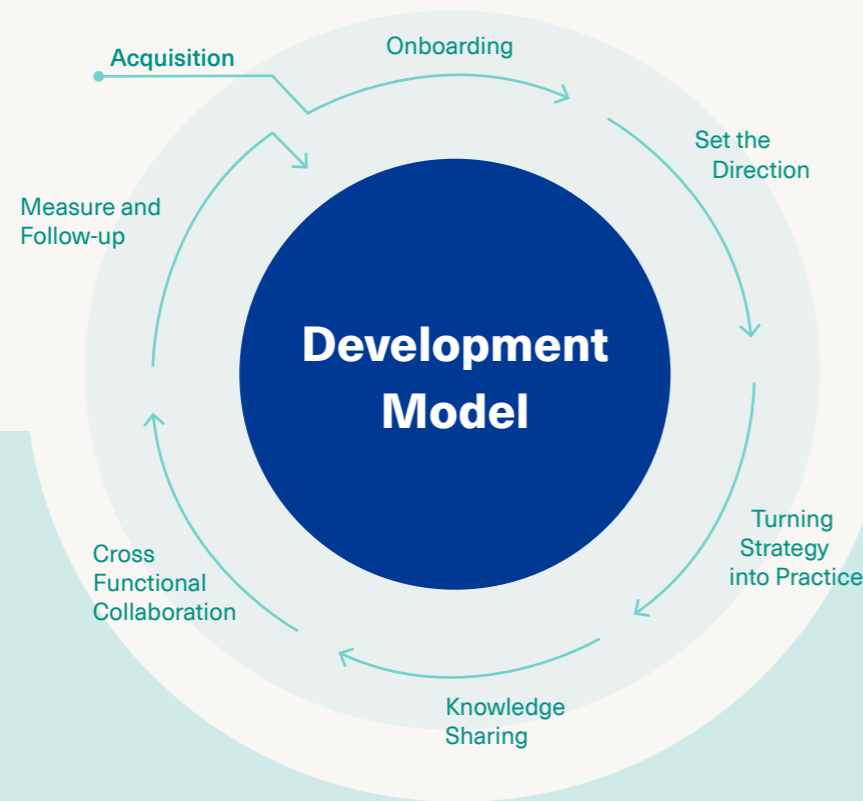 Acquisition
Onboarding
Set the
Direction
Turning
Strategy
into Practice
Knowledge
Sharing
Cross
Functional
Collaboration
Measure and
Follow-up
Development
Model